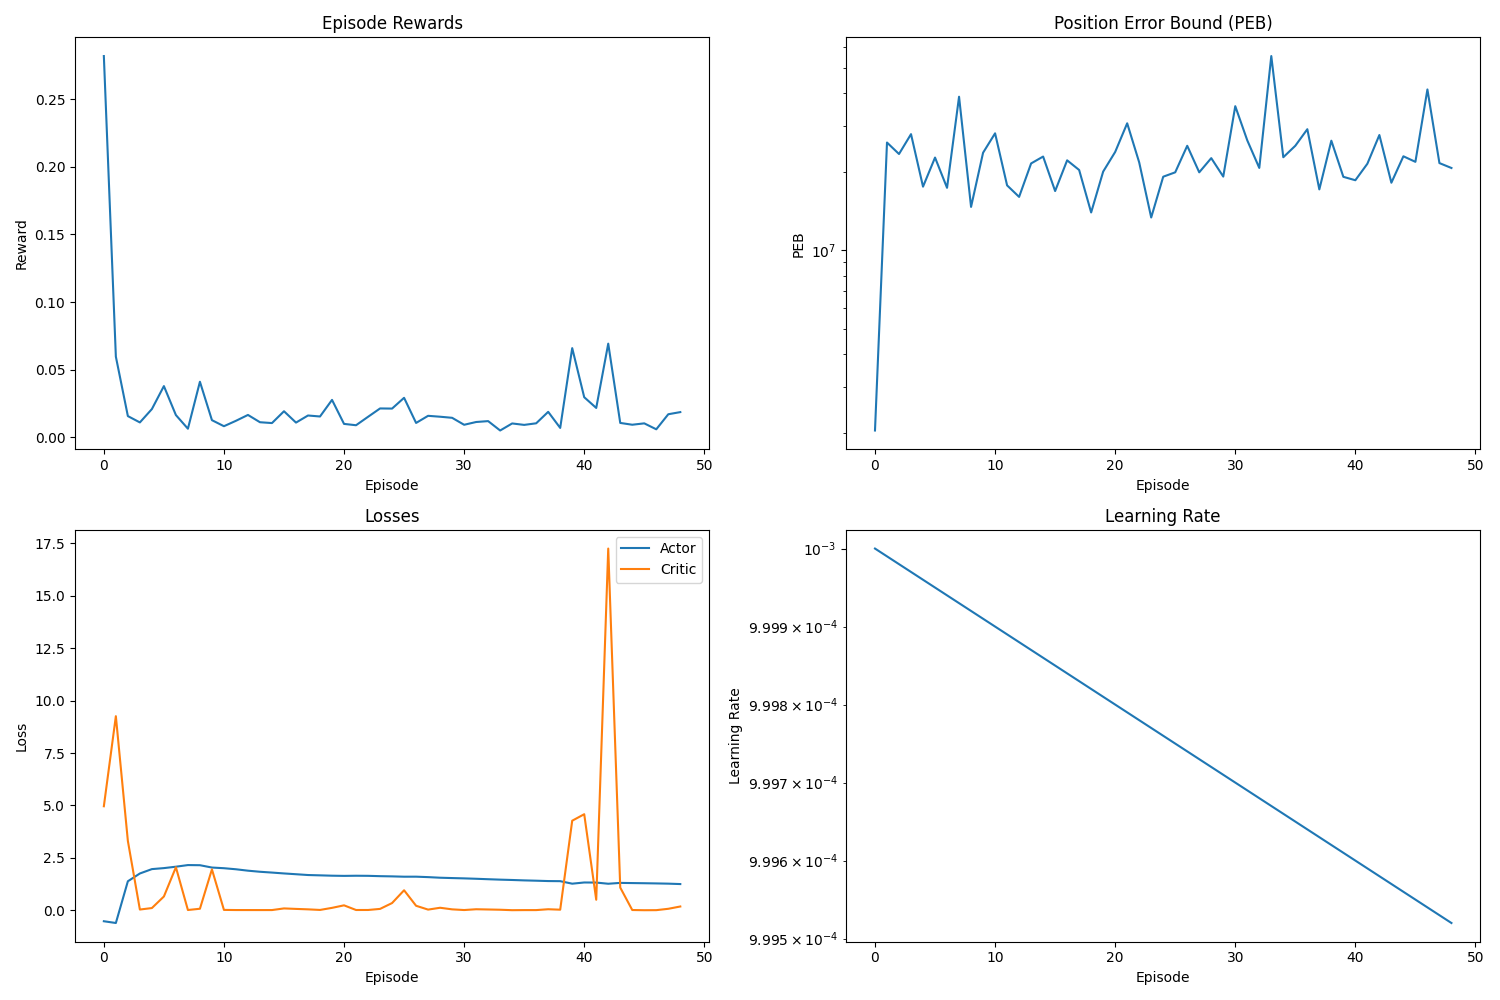 Episode Rewards
Reward
0.25
0.20
0.15
0.10
0.05
0.00
0 10 20 30 40 50
Episode
Position Error Bound (PEB)
PEB
10^7
0 10 20 30 40 50
Episode
Losses
Loss
17.5
15.0
12.5
10.0
7.5
5.0
2.5
0.0
Actor
Critic
0 10 20 30 40 50
Episode
Learning Rate
Learning Rate
10^−3
9.999 × 10^−4
9.998 × 10^−4
9.997 × 10^−4
9.996 × 10^−4
9.995 × 10^−4
0 10 20 30 40 50
Episode